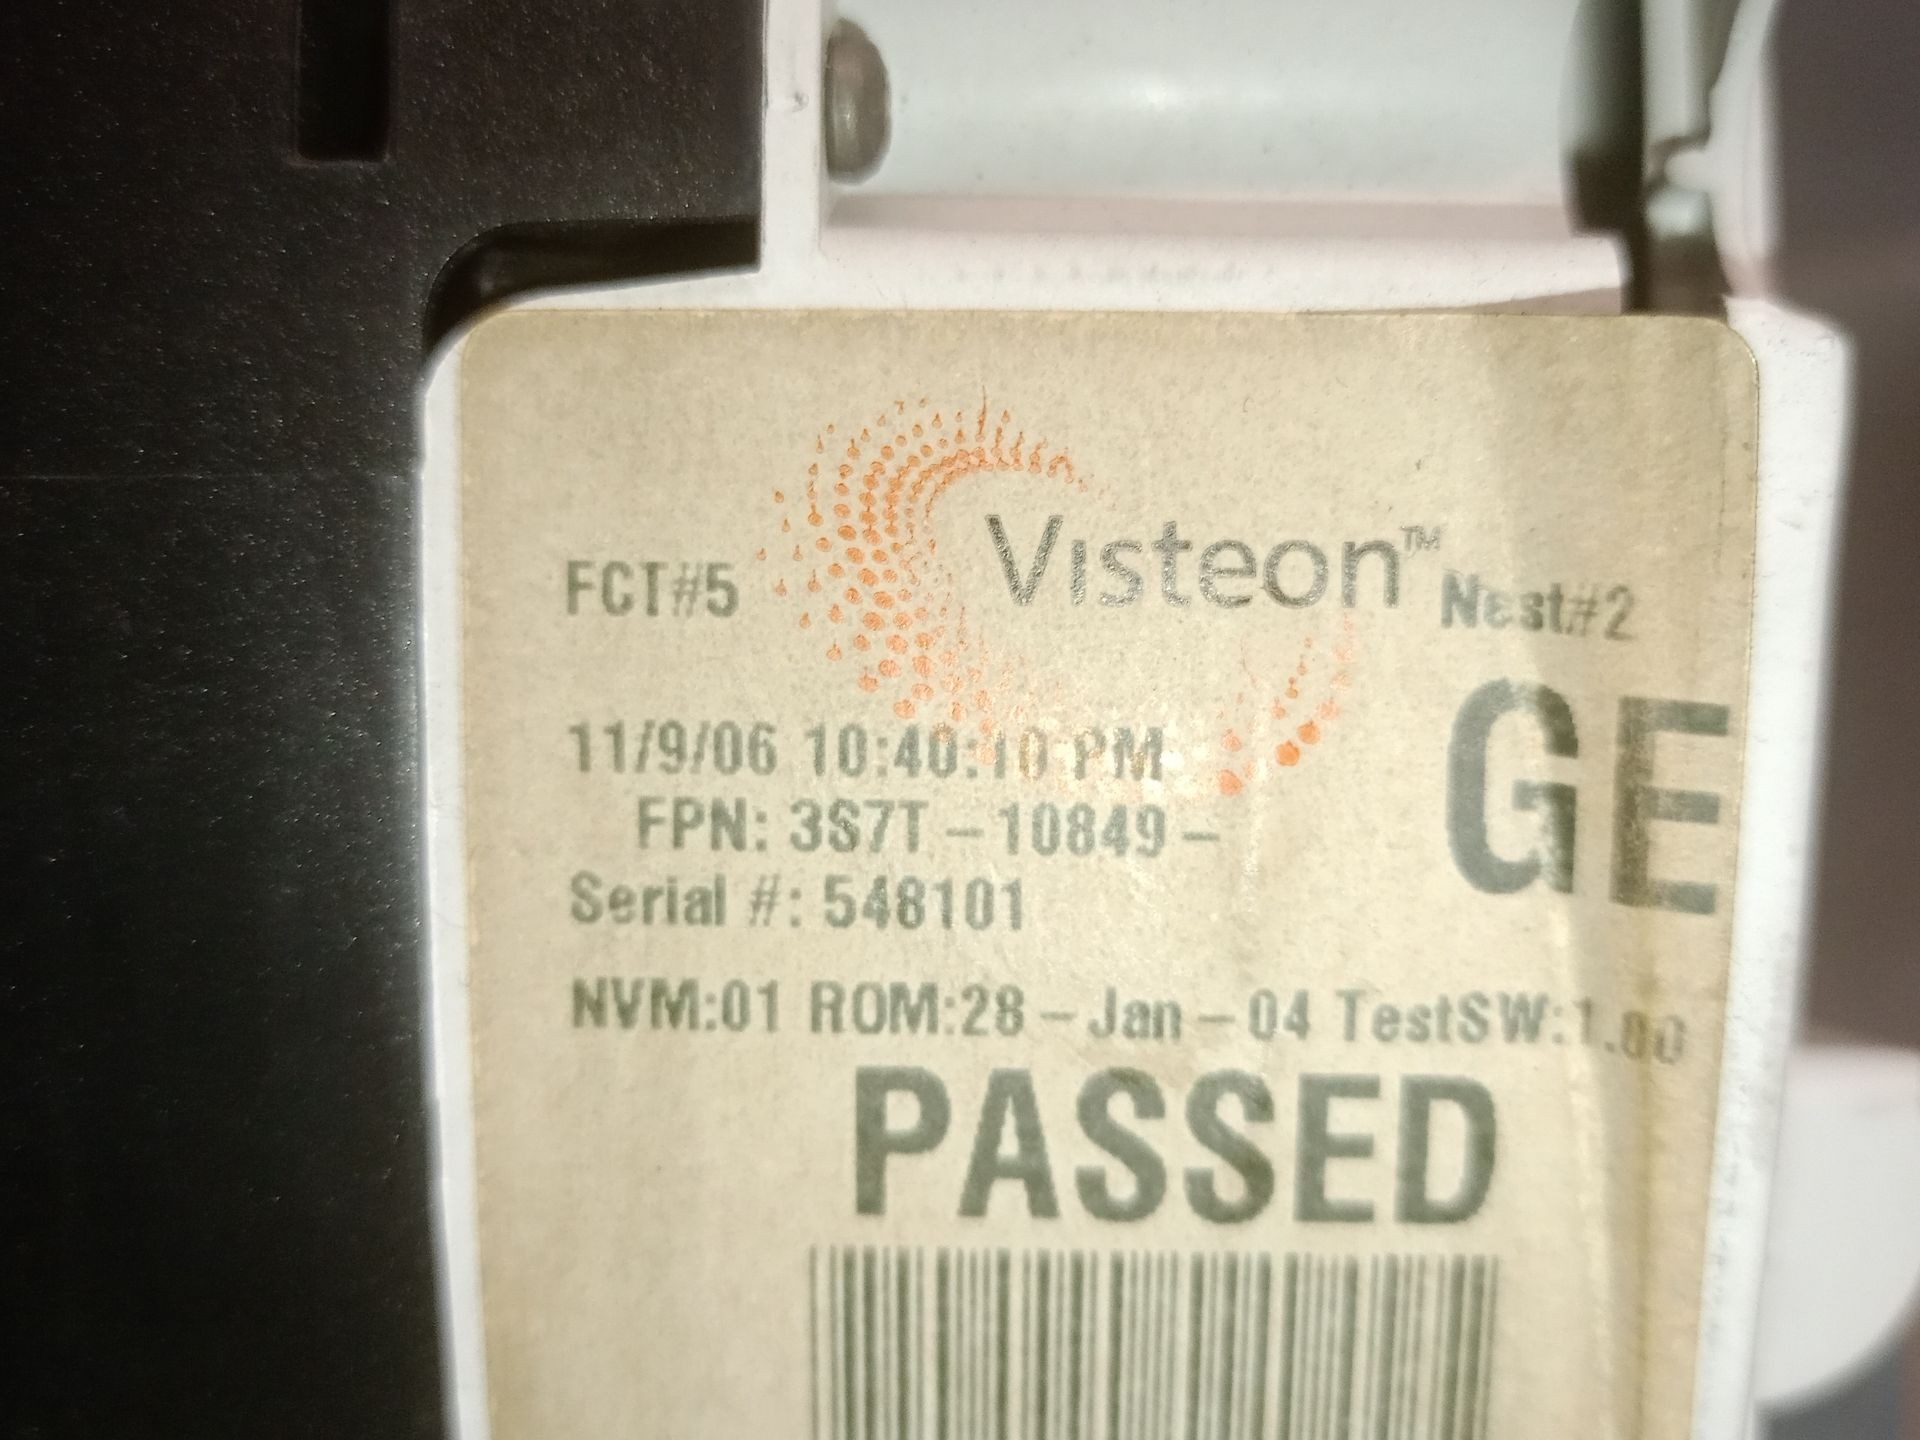 Visteon™
FCT#5 Nest#2
GE
11/9/06 10:40:10 PM
FPN: 3S7T - 10849 -
Serial #: 548101
NVM:01 ROM:28 - Jan - 04 TestSW:1.00
PASSED